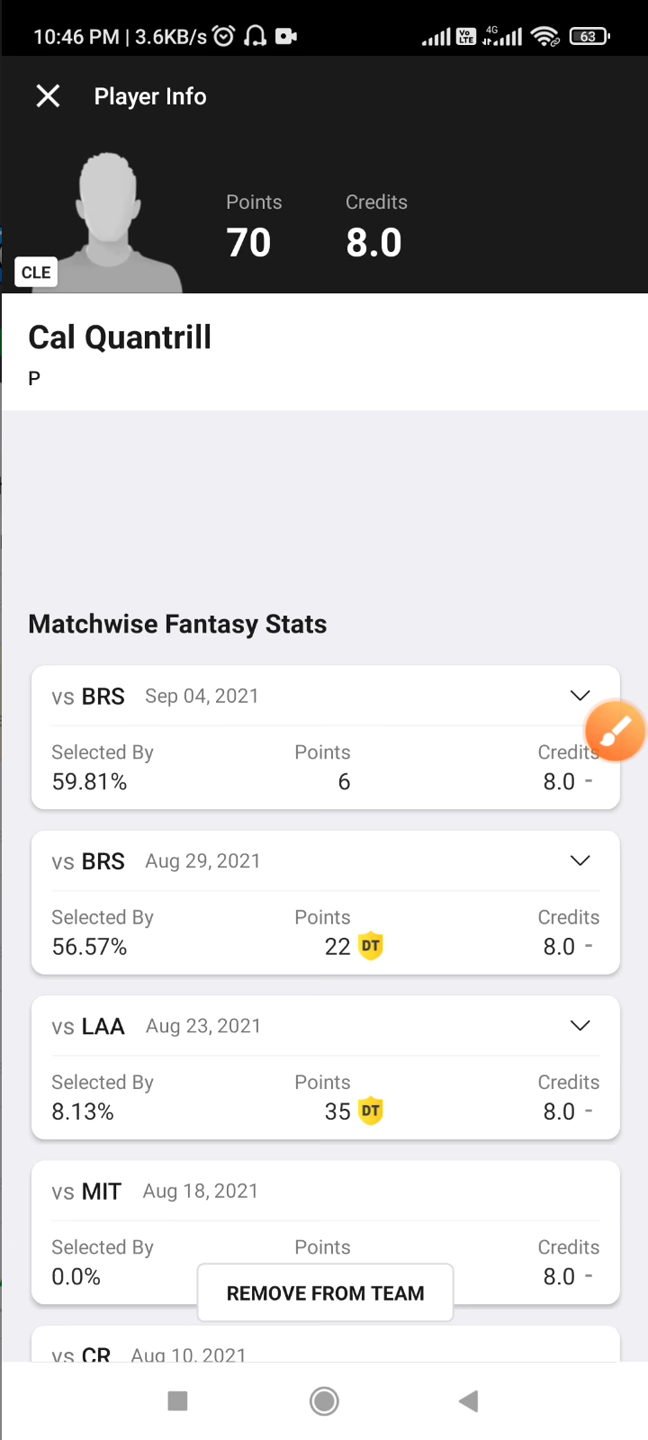 10:46 PM | 3.6KB/s Vo LTE 4G 63
Player Info
Points Credits
70 8.0
CLE
Cal Quantrill
P
Matchwise Fantasy Stats
vs BRS Sep 04, 2021
Selected By Points Credits
59.81% 6 8.0 -
vs BRS Aug 29, 2021
Selected By Points Credits
56.57% 22 DT 8.0 -
vs LAA Aug 23, 2021
Selected By Points Credits
8.13% 35 DT 8.0 -
vs MIT Aug 18, 2021
Selected By Points Credits
0.0% 8.0 -
REMOVE FROM TEAM
vs CR Aug 10, 2021